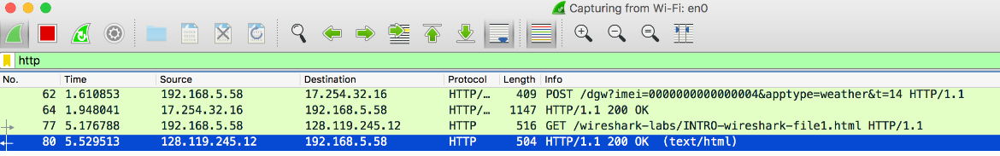 Capturing from Wi-Fi: en0
http
No. Time Source Destination Protocol Length Info
62 1.610853 192.168.5.58 17.254.32.16 HTTP/… 409 POST /dgw?imei=0000000000000004&apptype=weather&t=14 HTTP/1.1
64 1.948041 17.254.32.16 192.168.5.58 HTTP/… 1147 HTTP/1.1 200 OK
77 5.176788 192.168.5.58 128.119.245.12 HTTP 516 GET /wireshark-labs/INTRO-wireshark-file1.html HTTP/1.1
80 5.529513 128.119.245.12 192.168.5.58 HTTP 504 HTTP/1.1 200 OK (text/html)